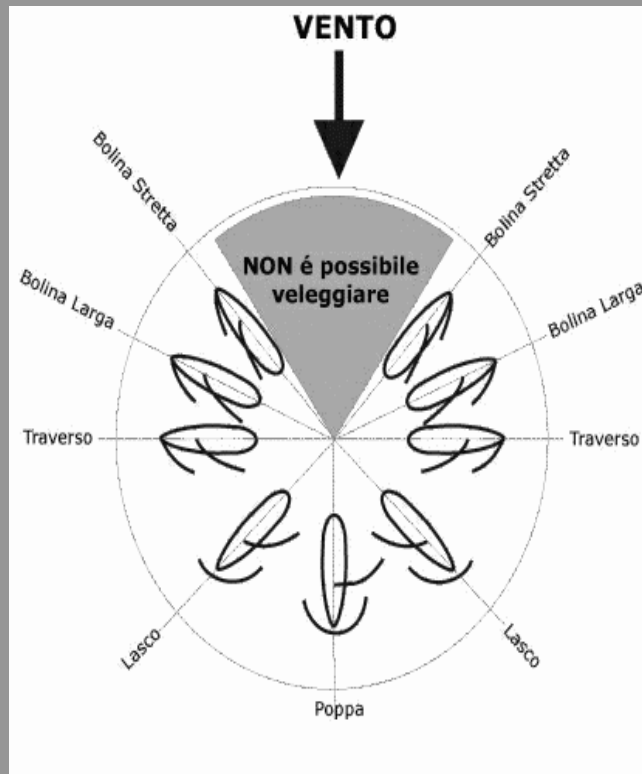 VENTO
Bolina Stretta
Bolina Stretta
NON é possibile
veleggiare
Bolina Larga
Bolina Larga
Traverso
Traverso
Lasco
Lasco
Poppa